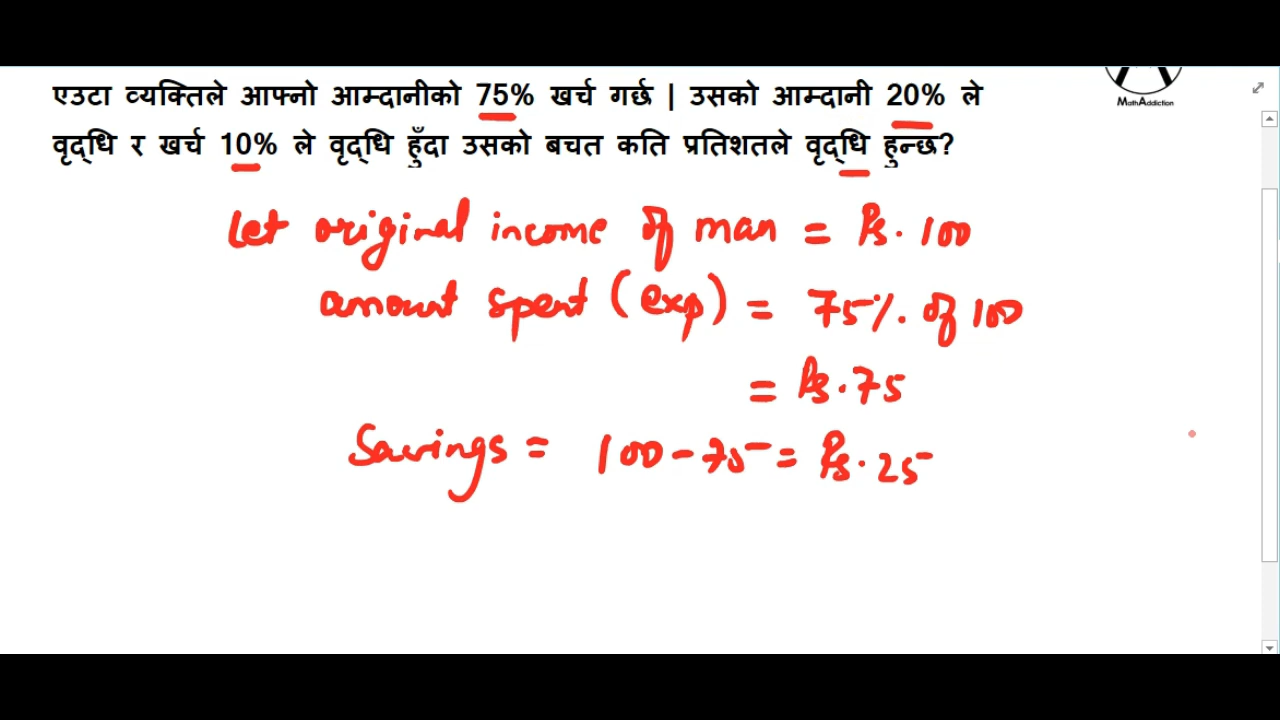 MathAddiction
एउटा व्यक्तिले आफ्नो आम्दानीको 75% खर्च गर्छ | उसको आम्दानी 20% ले
वृद्धि र खर्च 10% ले वृद्धि हुँदा उसको बचत कति प्रतिशतले वृद्धि हुन्छ?
Let original income of man = Rs. 100
amount spent (exp) = 75% of 100
= Rs. 75
Savings = 100 - 75 = Rs. 25